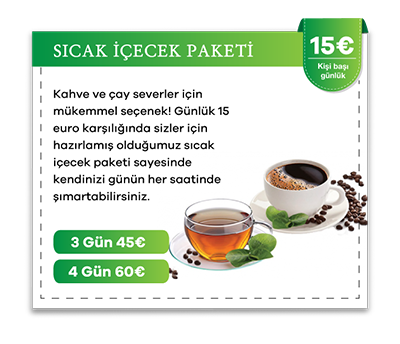 SICAK İÇECEK PAKETİ
15€
Kişi başı
günlük
Kahve ve çay severler için
mükemmel seçenek! Günlük 15
euro karşılığında sizler için
hazırlamış olduğumuz sıcak
içecek paketi sayesinde
kendinizi günün her saatinde
şımartabilirsiniz.
3 Gün 45€
4 Gün 60€